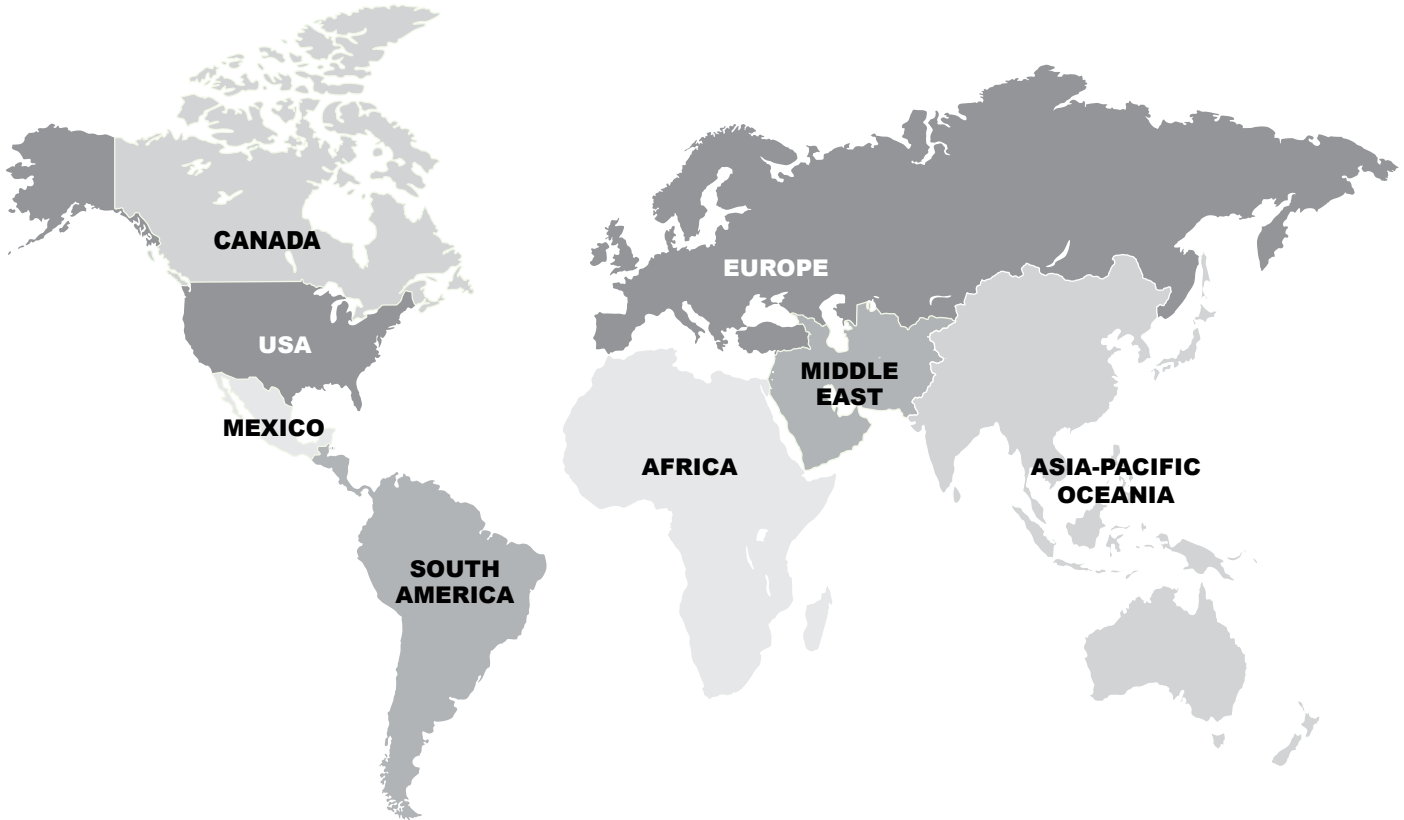 CANADA
EUROPE
USA
MIDDLE
EAST
MEXICO
AFRICA
ASIA-PACIFIC
OCEANIA
SOUTH
AMERICA